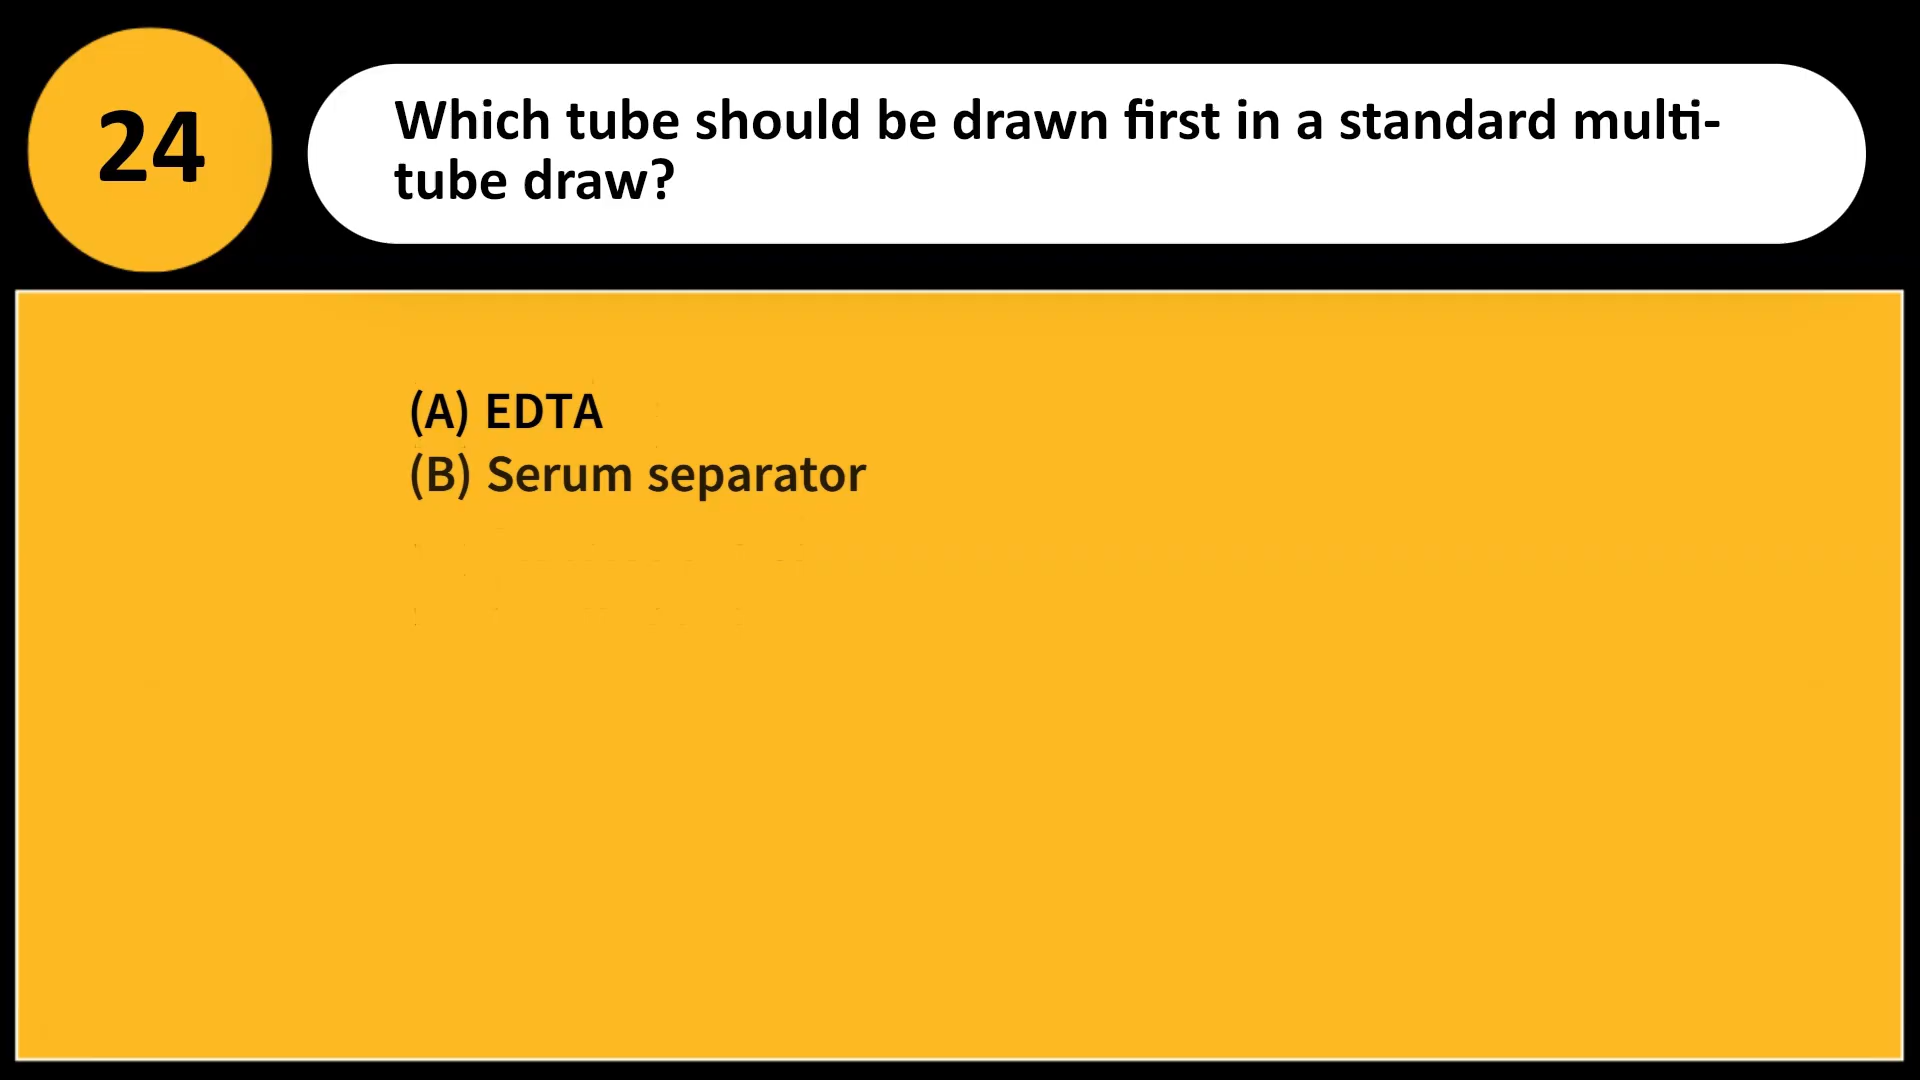 24
Which tube should be drawn first in a standard multi-
tube draw?
(A) EDTA
(B) Serum separator